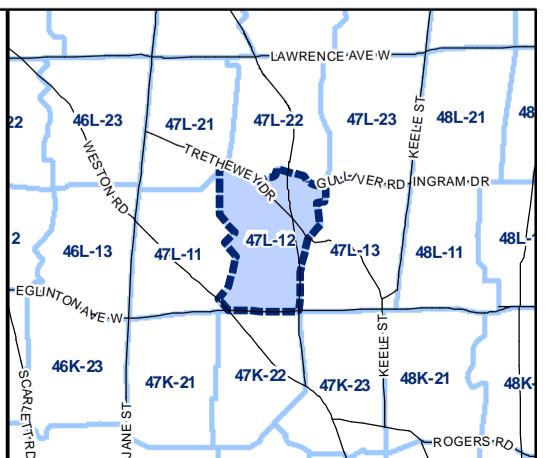 LAWRENCE AVE W
46L-23
47L-21
47L-22
47L-23
48L-21
48
22
KEELE ST
WESTON RD
TRETHEWEY DR
GULLIVER RD
INGRAM DR
2
46L-13
47L-11
47L-12
47L-13
48L-11
48L-1
EGLINTON AVE W
46K-23
47K-21
47K-22
47K-23
48K-21
48K-
KEELE ST
SCARLETT RD
JANE ST
ROGERS RD